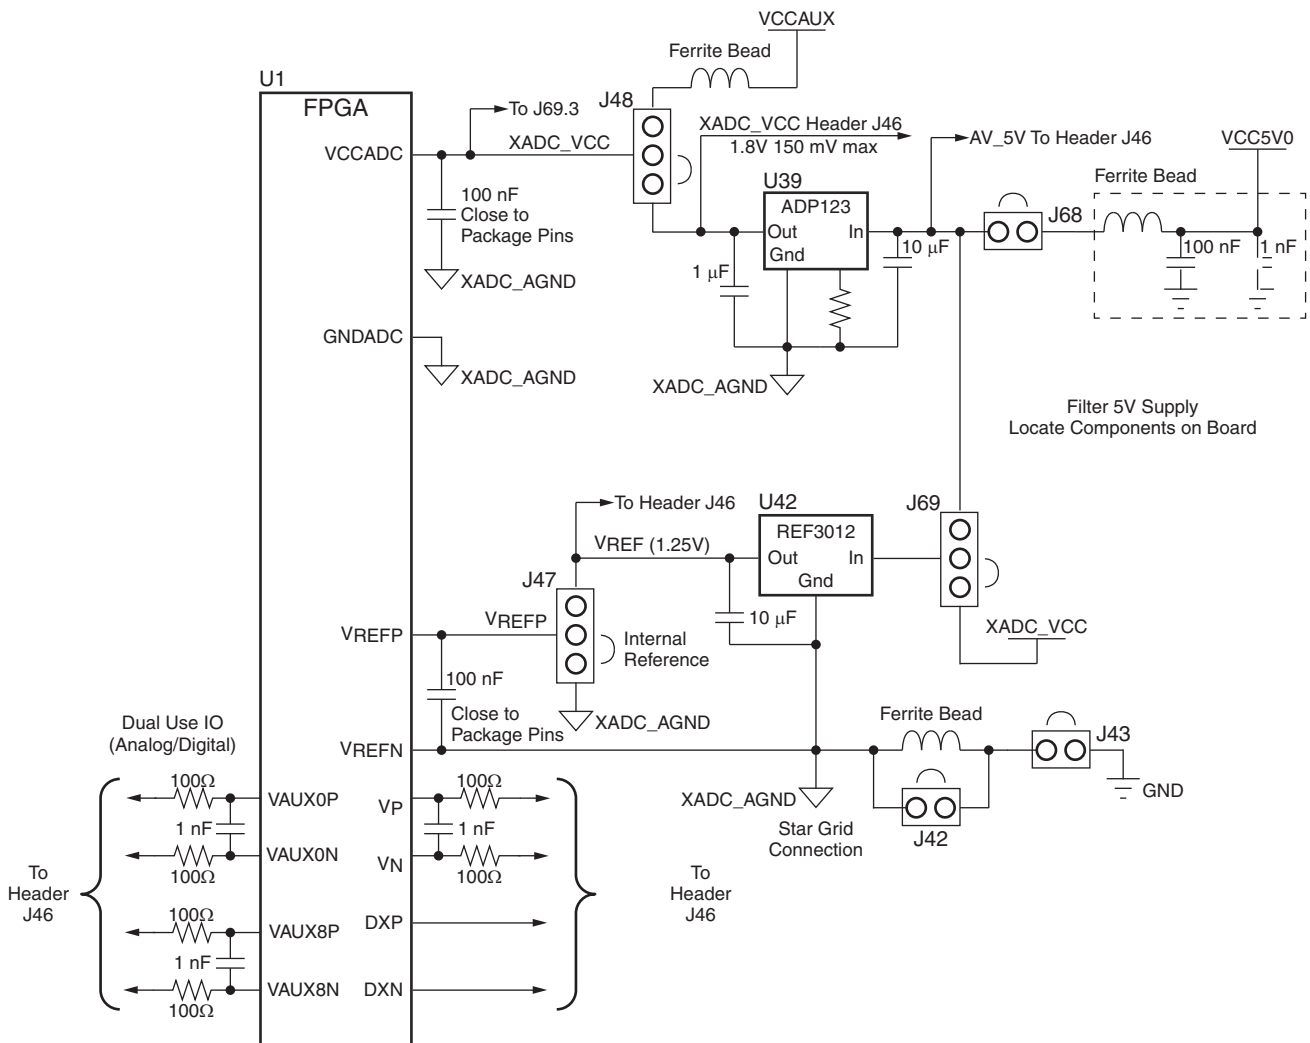 VCCAUX
Ferrite Bead
U1
FPGA
J48
To J69.3
XADC_VCC
VCCADC
XADC_VCC Header J46
1.8V 150 mV max
AV_5V To Header J46
VCC5V0
Ferrite Bead
U39
ADP123
Out
In
Gnd
J68
100 nF
Close to
Package Pins
10 µF
100 nF
1 nF
1 µF
XADC_AGND
GNDADC
XADC_AGND
XADC_AGND
Filter 5V Supply
Locate Components on Board
To Header J46
U42
J69
REF3012
VREF (1.25V)
Out
In
Gnd
J47
VREFP
VREFP
10 µF
Internal
Reference
XADC_VCC
100 nF
Close to
Package Pins
XADC_AGND
Ferrite Bead
J43
Dual Use IO
(Analog/Digital)
VREFN
100Ω
VAUX0P
VP
100Ω
XADC_AGND
GND
1 nF
1 nF
Star Grid
Connection
J42
VAUX0N
VN
100Ω
100Ω
To
Header
J46
To
Header
J46
100Ω
VAUX8P
DXP
1 nF
VAUX8N
DXN
100Ω